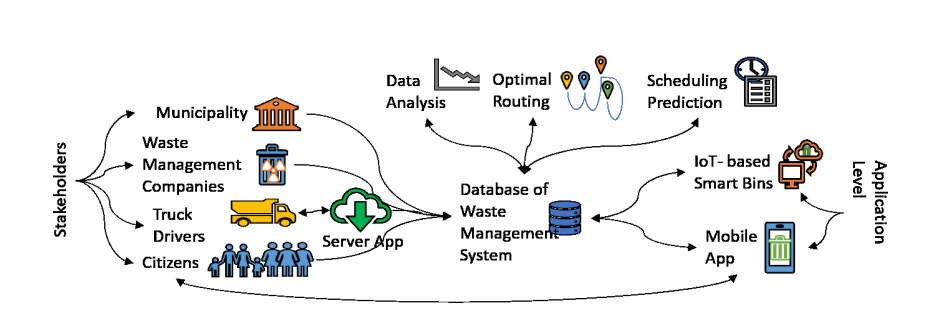 Stakeholders
Municipality
Waste
Management
Companies
Truck
Drivers
Citizens
Server App
Data
Analysis
Optimal
Routing
Scheduling
Prediction
Database of
Waste
Management
System
IoT- based
Smart Bins
Mobile
App
Application
Level